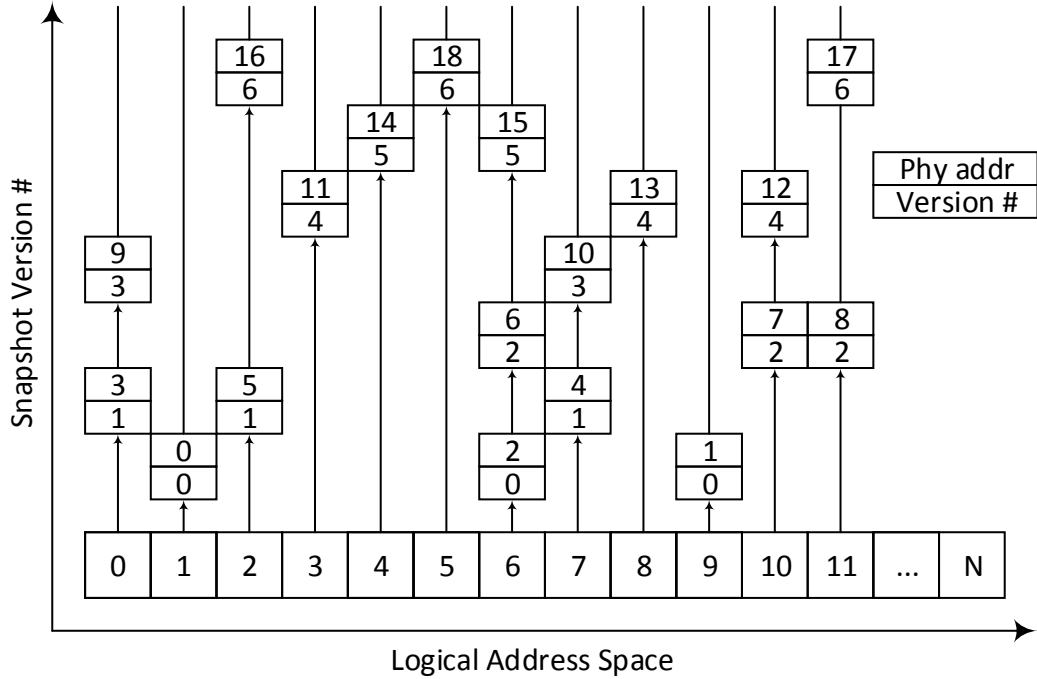 16 18 17
6 6 6
14 15
5 5
Phy addr
11 13 12
Version #
4 4 4
9 10
3 3
6 7 8
2 2 2
3 5 4
1 1 1
0 2 1
0 0 0
0 1 2 3 4 5 6 7 8 9 10 11 ... N
Snapshot Version #
Logical Address Space